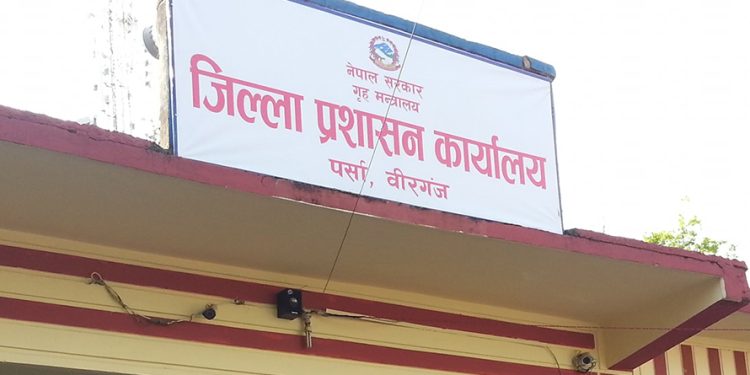 नेपाल सरकार
गृह मन्त्रालय
जिल्ला प्रशासन कार्यालय
पर्सा, वीरगंज